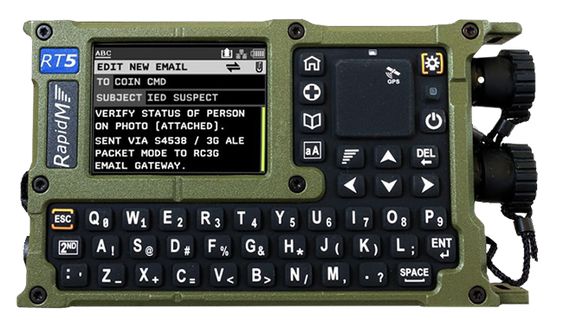 RT5
RapidM
ABC
EDIT NEW EMAIL
TO COIN CMD
SUBJECT IED SUSPECT
VERIFY STATUS OF PERSON
ON PHOTO [ATTACHED].
SENT VIA S4538 / 3G ALE
PACKET MODE TO RC3G
EMAIL GATEWAY.
GPS
aA
DEL
ESC Q0 W1 E2 R3 T4 Y5 U6 I7 O8 P9
2ND A! S@ D# F% G& H* J( K) L; ENT
: ' Z_ X+ C= V< B> N/ M, . ? SPACE